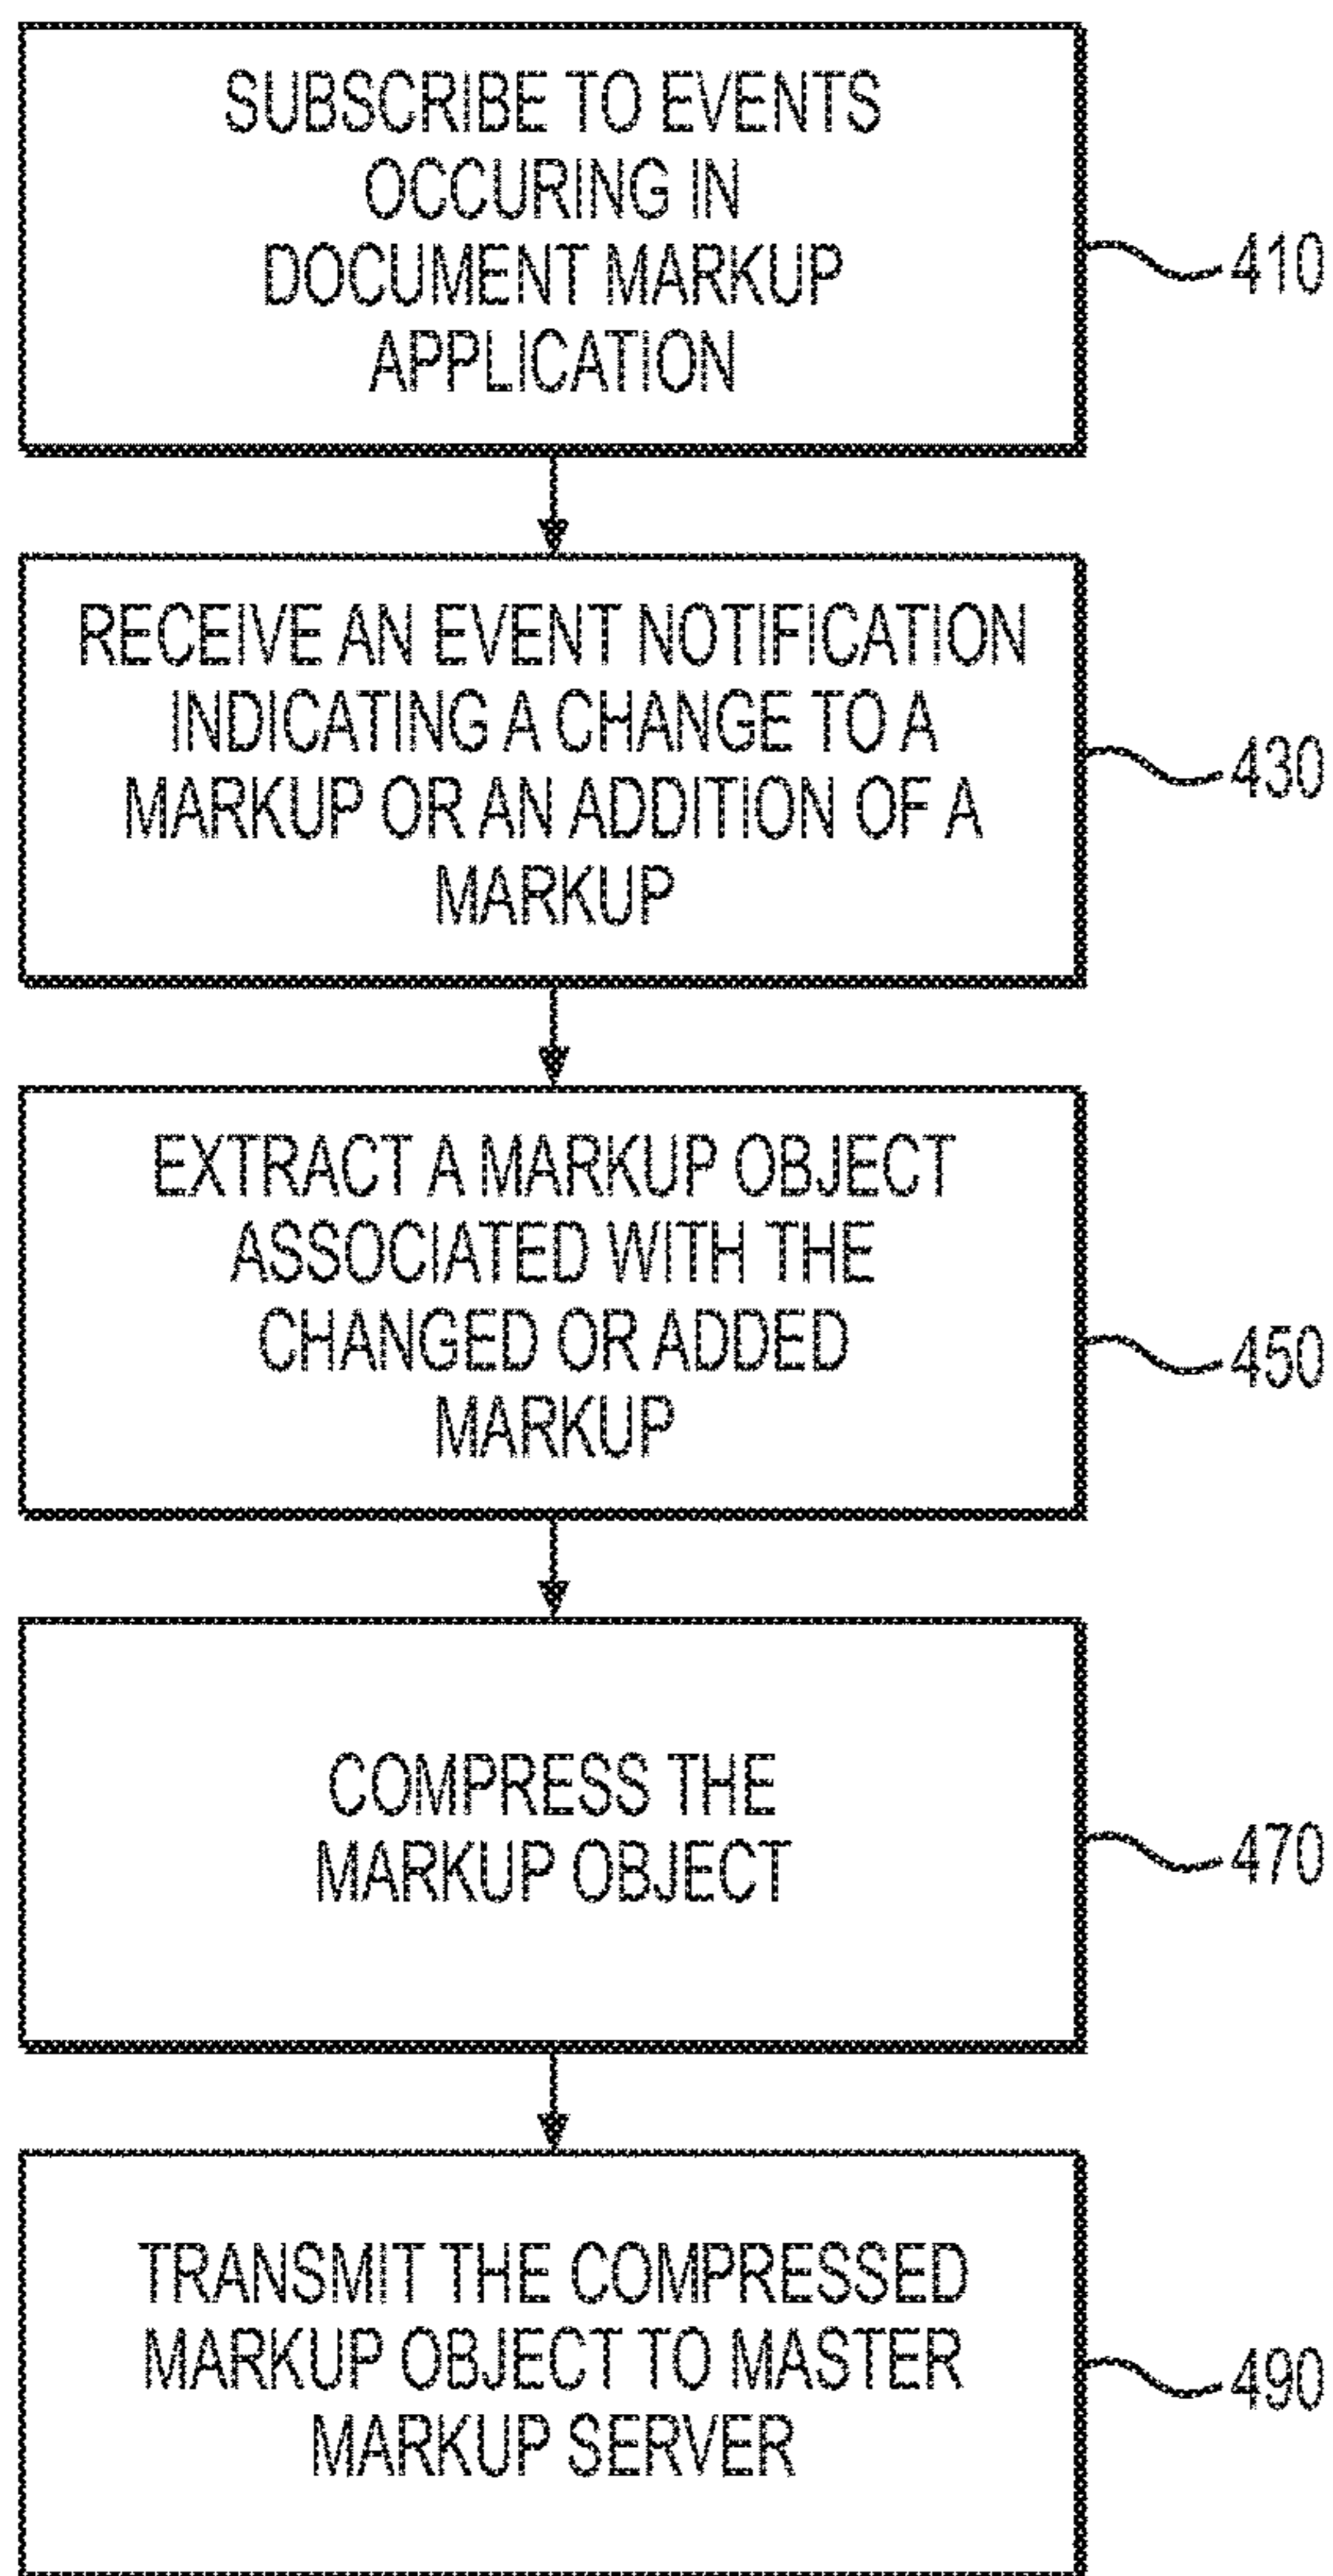 SUBSCRIBE TO EVENTS
OCCURING IN
DOCUMENT MARKUP
APPLICATION
410
RECEIVE AN EVENT NOTIFICATION
INDICATING A CHANGE TO A
MARKUP OR AN ADDITION OF A
MARKUP
430
EXTRACT A MARKUP OBJECT
ASSOCIATED WITH THE
CHANGED OR ADDED
MARKUP
450
COMPRESS THE
MARKUP OBJECT
470
TRANSMIT THE COMPRESSED
MARKUP OBJECT TO MASTER
MARKUP SERVER
490